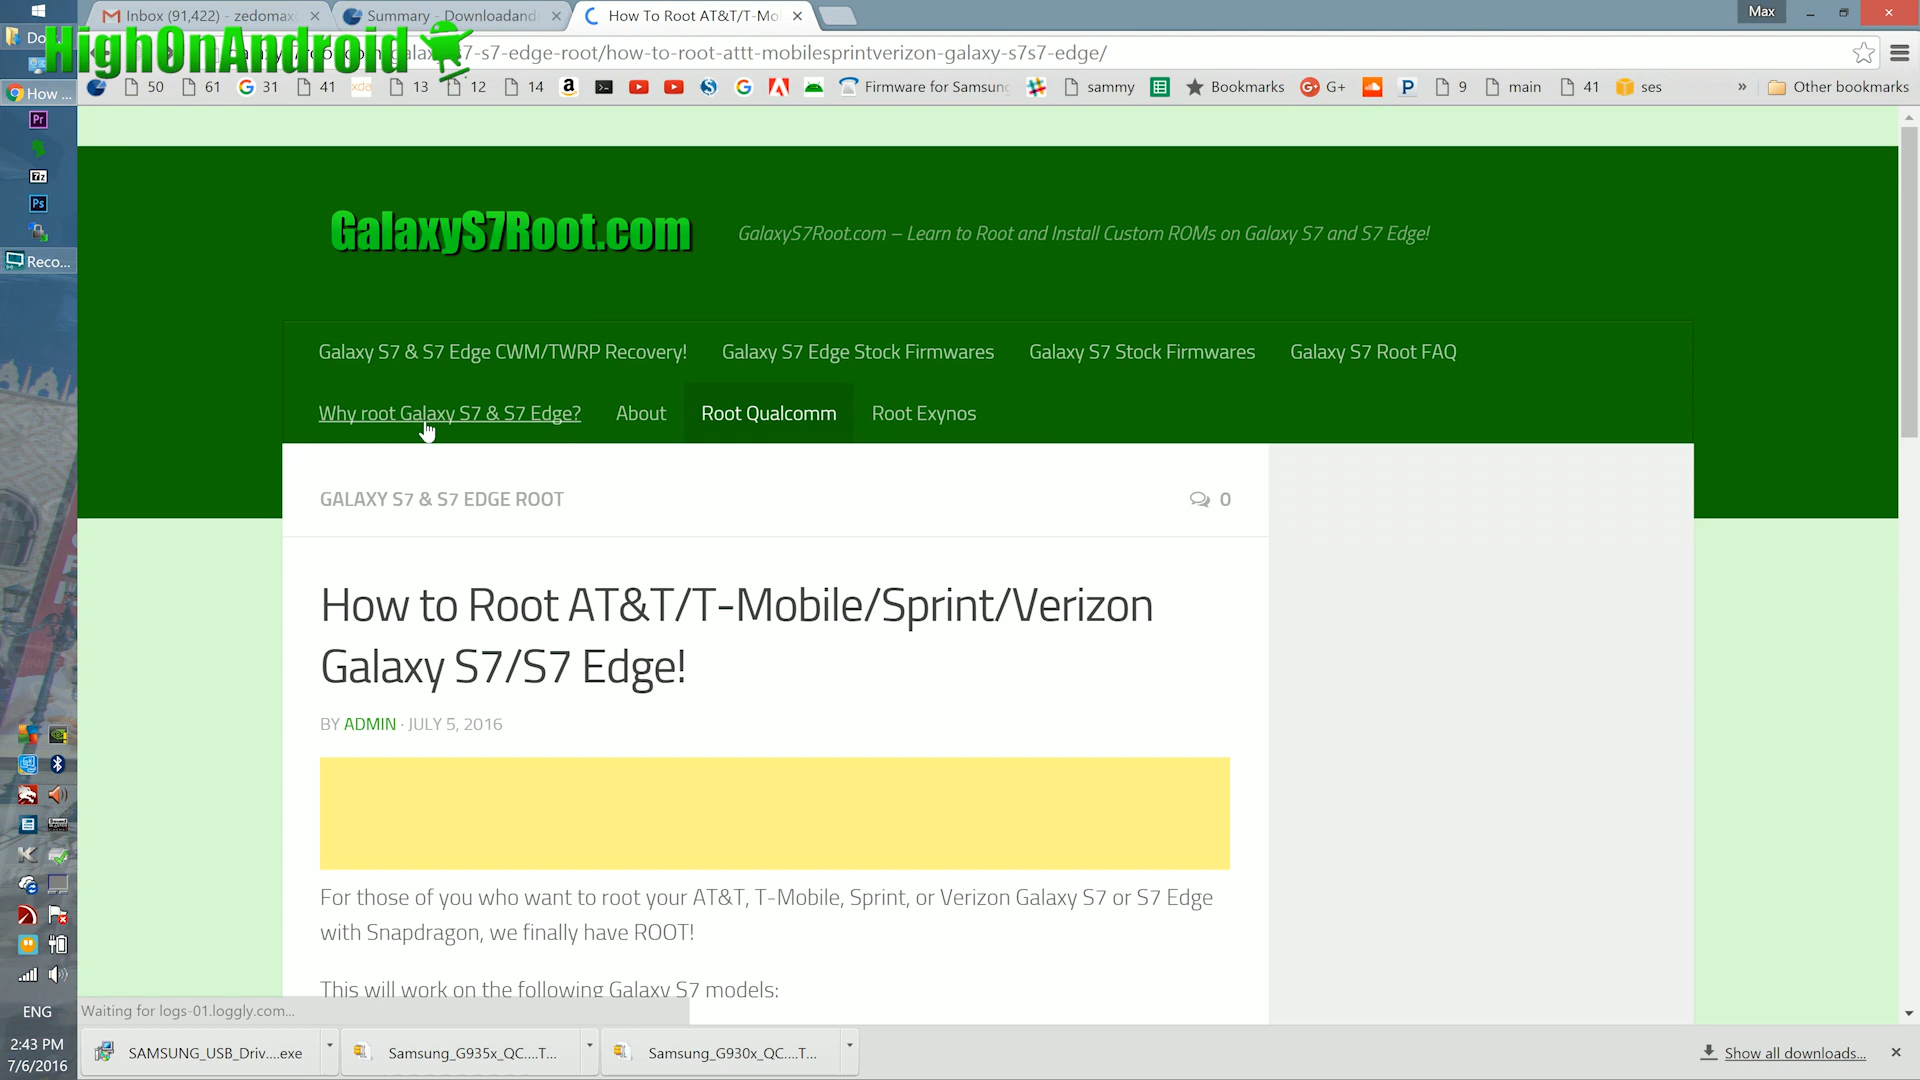 Inbox (91,422) - zedomax
Summary - Downloadand
How To Root AT&T/T-Mo
Max
HighOnAndroid
-s7-edge-root/how-to-root-attt-mobilesprintverizon-galaxy-s7s7-edge/
50
61
31
41
13
12
14
Firmware for Samsun
sammy
Bookmarks
G+
9
main
41
ses
»
Other bookmarks
How ...
Pr
7z
Ps
Reco...
GalaxyS7Root.com
GalaxyS7Root.com – Learn to Root and Install Custom ROMs on Galaxy S7 and S7 Edge!
Galaxy S7 & S7 Edge CWM/TWRP Recovery!
Galaxy S7 Edge Stock Firmwares
Galaxy S7 Stock Firmwares
Galaxy S7 Root FAQ
Why root Galaxy S7 & S7 Edge?
About
Root Qualcomm
Root Exynos
GALAXY S7 & S7 EDGE ROOT
0
How to Root AT&T/T-Mobile/Sprint/Verizon
Galaxy S7/S7 Edge!
BY ADMIN · JULY 5, 2016
For those of you who want to root your AT&T, T-Mobile, Sprint, or Verizon Galaxy S7 or S7 Edge
with Snapdragon, we finally have ROOT!
This will work on the following Galaxy S7 models:
Waiting for logs-01.loggly.com...
ENG
2:43 PM
7/6/2016
SAMSUNG_USB_Driv....exe
Samsung_G935x_QC....T...
Samsung_G930x_QC....T...
Show all downloads...